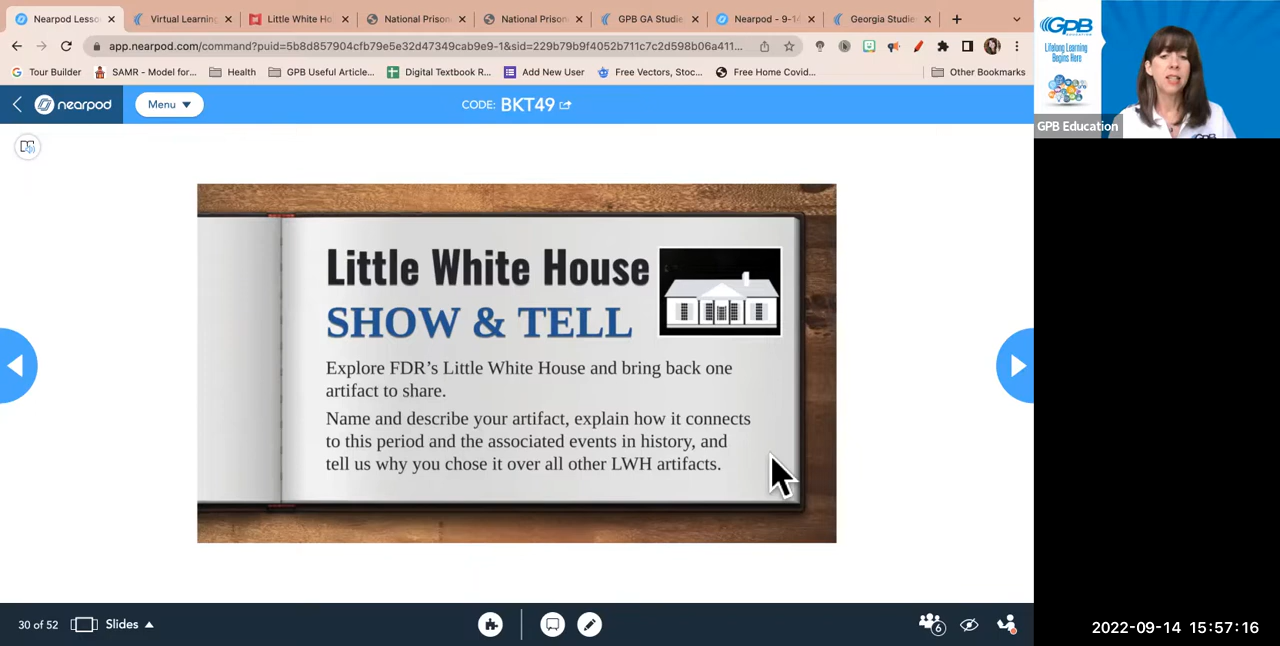 Nearpod Lesso
Virtual Learning
Little White Ho
National Prison
National Prison
GPB GA Studie
Nearpod - 9-14
Georgia Studie
app.nearpod.com/command?puid=5b8d857904cfb79e5e32d47349cab9e9-1&sid=229b79b9f4052b711c7c2d598b06a411...
Tour Builder
SAMR - Model for...
Health
GPB Useful Article...
Digital Textbook R...
Add New User
Free Vectors, Stoc...
Free Home Covid...
Other Bookmarks
nearpod
Menu
CODE: BKT49
GPB
EDUCATION
Lifelong Learning
Begins Here
GPB Education
Little White House
SHOW & TELL
Explore FDR's Little White House and bring back one
artifact to share.
Name and describe your artifact, explain how it connects
to this period and the associated events in history, and
tell us why you chose it over all other LWH artifacts.
30 of 52
Slides
6
2022-09-14 15:57:16